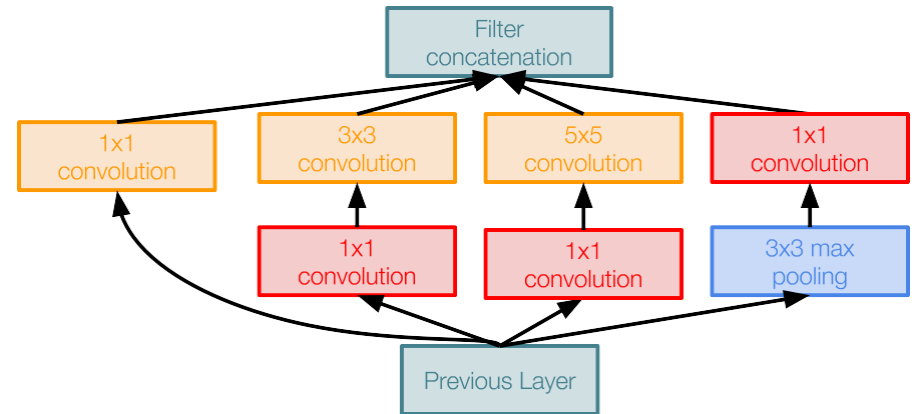 Filter
concatenation
1x1
convolution
3x3
convolution
5x5
convolution
1x1
convolution
1x1
convolution
1x1
convolution
3x3 max
pooling
Previous Layer